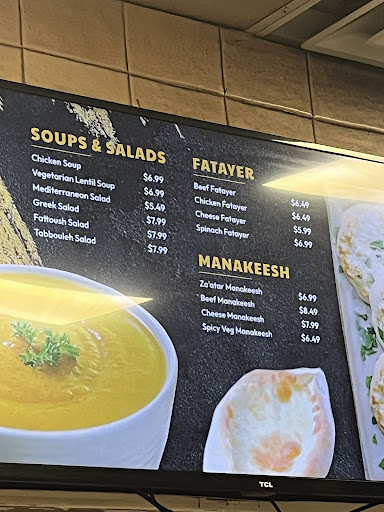 SOUPS & SALADS
Chicken Soup $6.99
Vegetarian Lentil Soup $6.99
Mediterranean Salad $5.49
Greek Salad $7.99
Fattoush Salad $7.99
Tabbouleh Salad $7.99
FATAYER
Beef Fatayer $6.49
Chicken Fatayer $6.49
Cheese Fatayer $5.99
Spinach Fatayer $6.99
MANAKEESH
Za'atar Manakeesh $6.99
Beef Manakeesh $8.49
Cheese Manakeesh $7.99
Spicy Veg Manakeesh $6.49
TCL